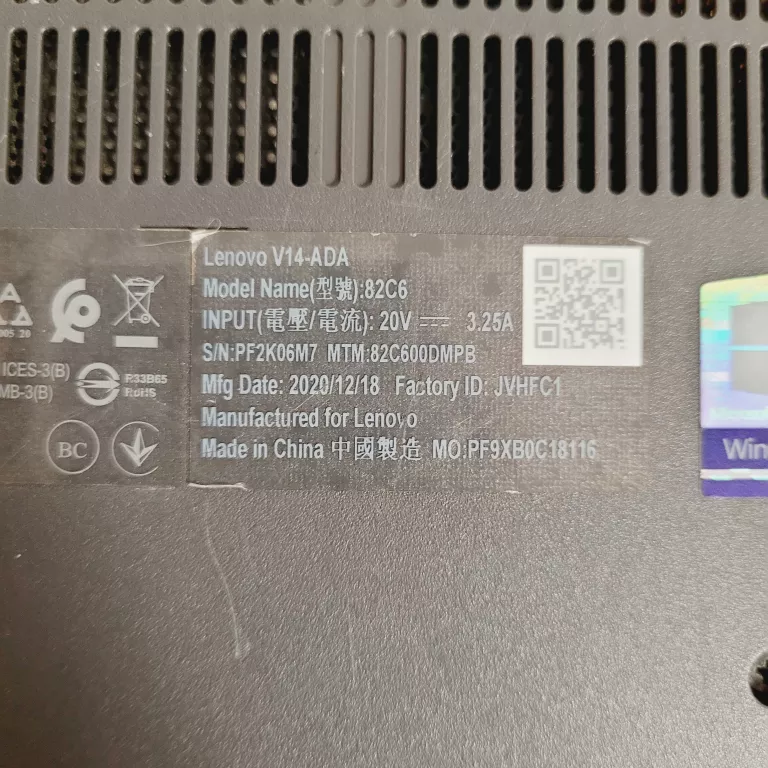 Lenovo V14-ADA
Model Name(型號):82C6
INPUT(電壓/電流): 20V ⎓ 3.25A
S/N:PF2K06M7 MTM:82C600DMPB
Mfg Date: 2020/12/18 Factory ID: JVHFC1
Manufactured for Lenovo
Made in China 中國製造 MO:PF9XB0C18116
ICES-3(B)
MB-3(B)
R33B65
RoHS
BC
Win